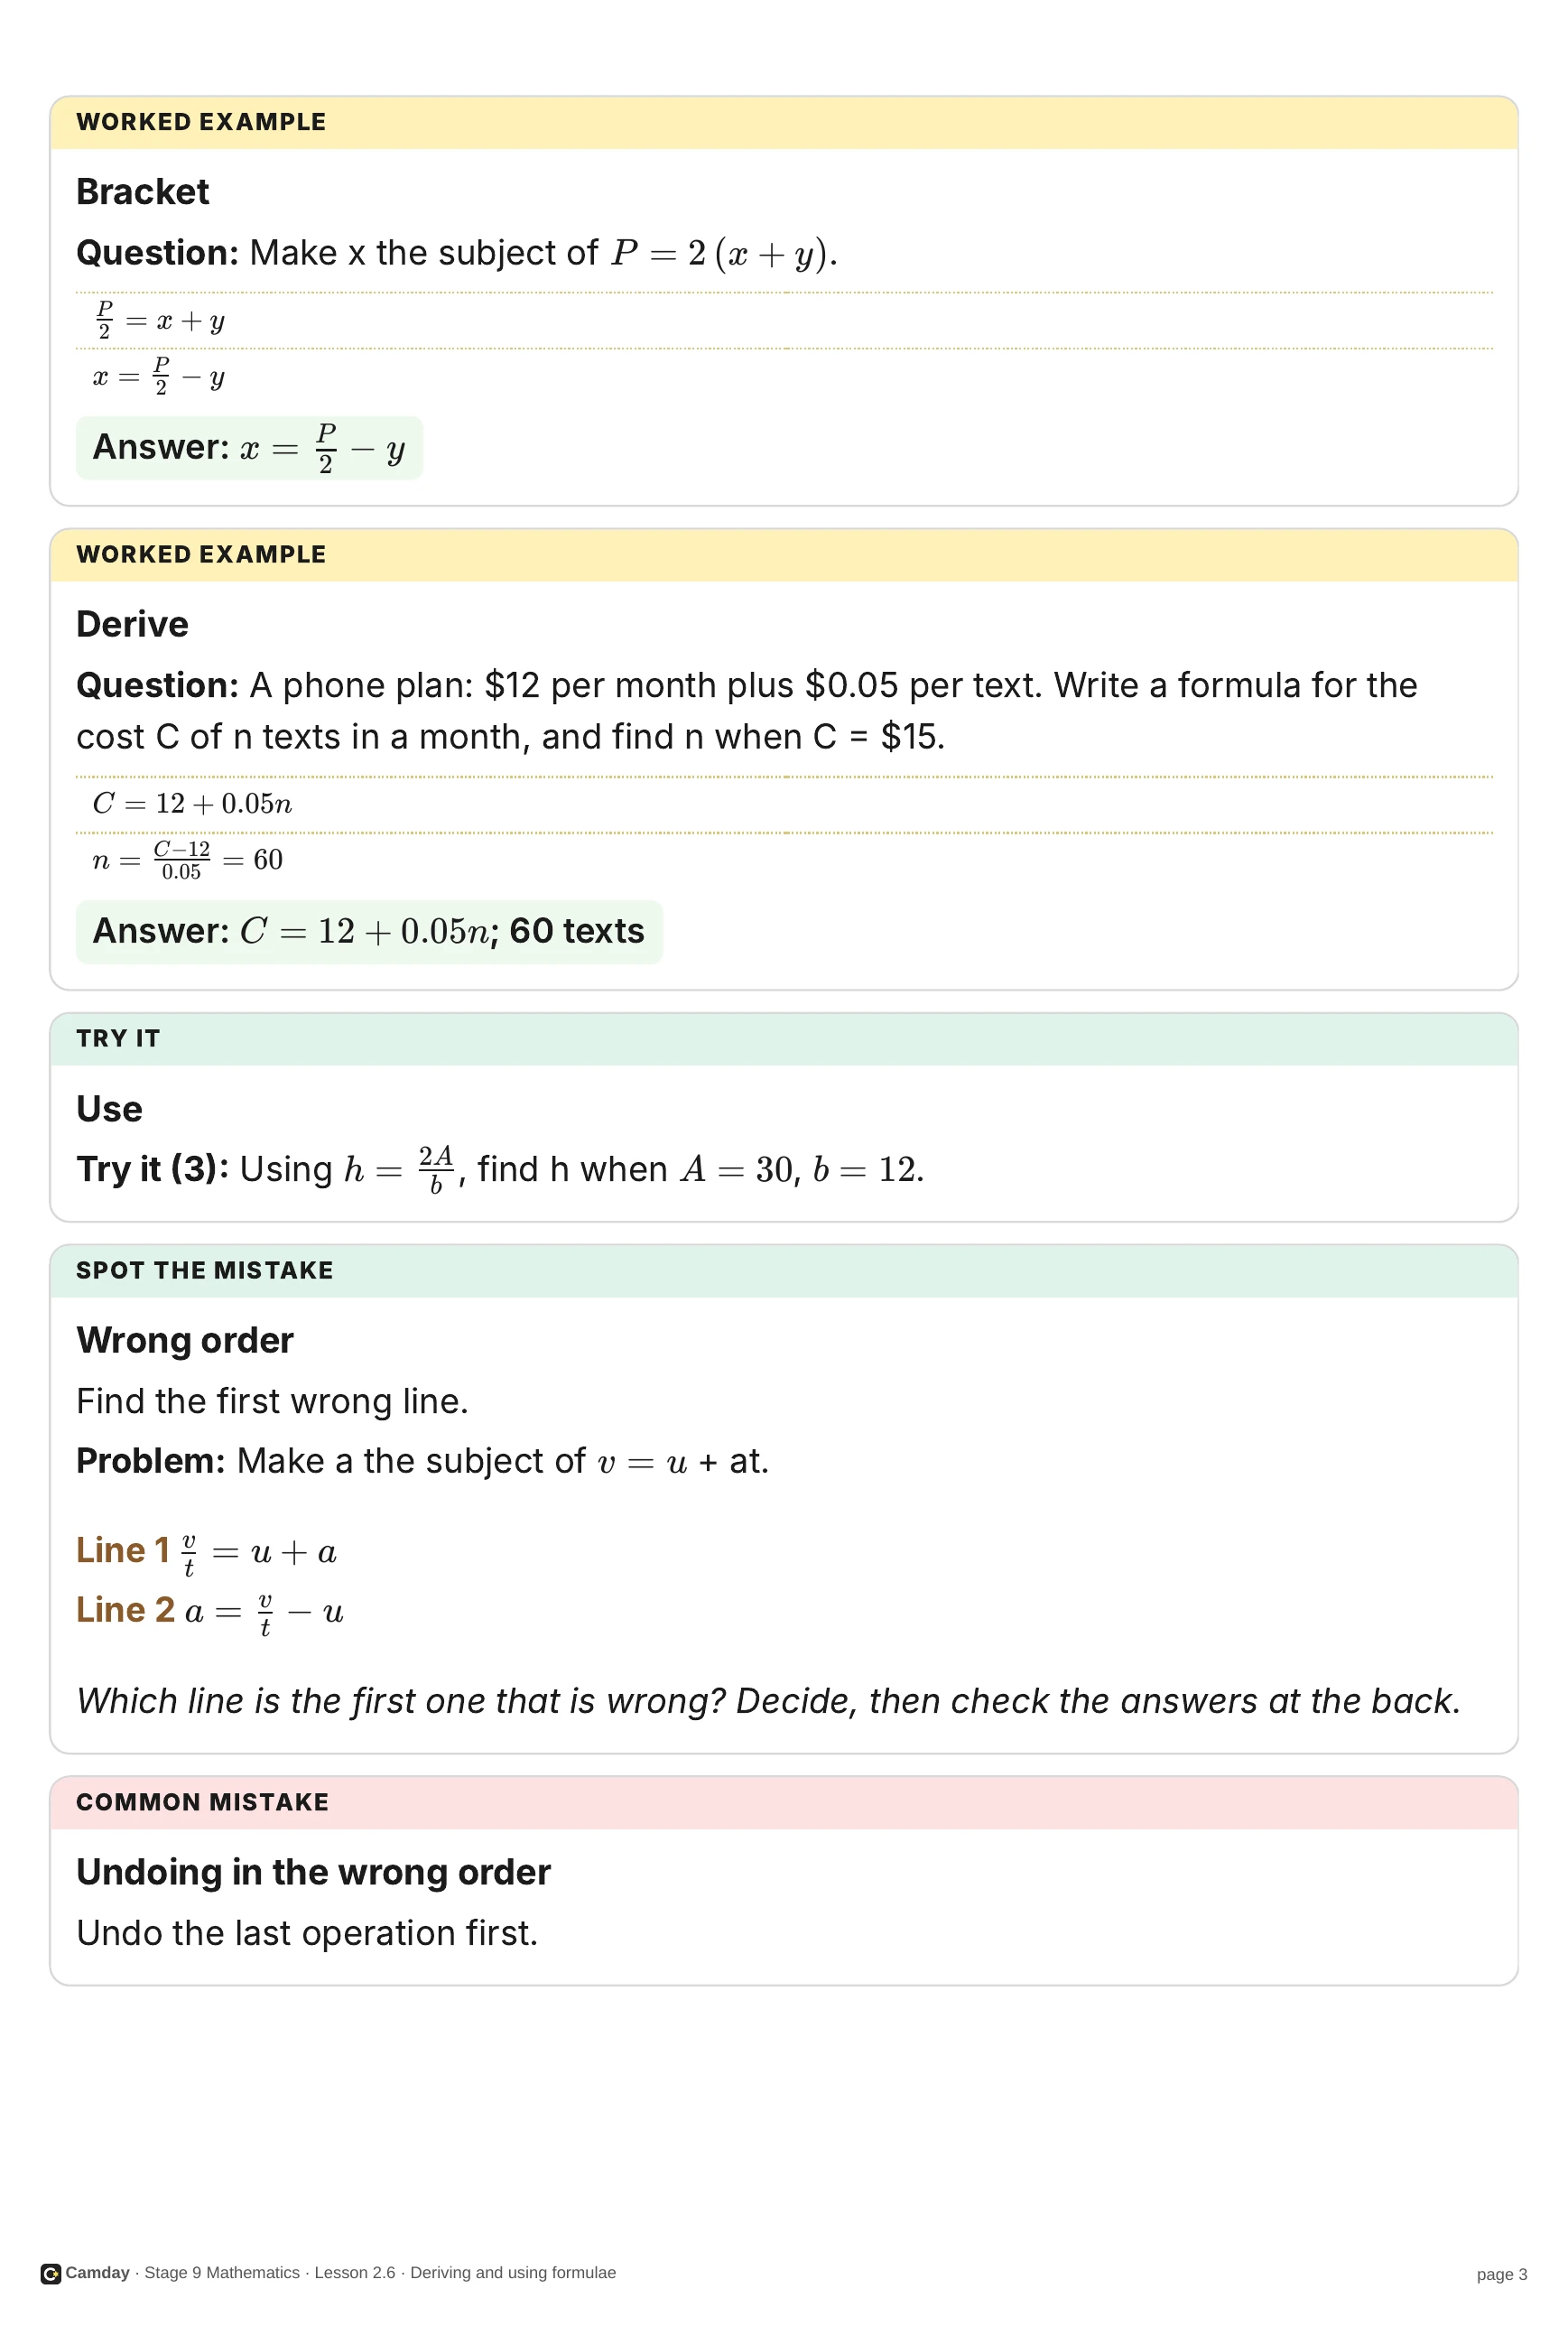 WORKED EXAMPLE
Bracket
Question: Make x the subject of P = 2 (x + y).
P/2 = x + y
x = P/2 − y
Answer: x = P/2 − y
WORKED EXAMPLE
Derive
Question: A phone plan: $12 per month plus $0.05 per text. Write a formula for the
cost C of n texts in a month, and find n when C = $15.
C = 12 + 0.05n
n = C−12/0.05 = 60
Answer: C = 12 + 0.05n; 60 texts
TRY IT
Use
Try it (3): Using h = 2A/b, find h when A = 30, b = 12.
SPOT THE MISTAKE
Wrong order
Find the first wrong line.
Problem: Make a the subject of v = u + at.
Line 1 v/t = u + a
Line 2 a = v/t − u
Which line is the first one that is wrong? Decide, then check the answers at the back.
COMMON MISTAKE
Undoing in the wrong order
Undo the last operation first.
Camday · Stage 9 Mathematics · Lesson 2.6 · Deriving and using formulae
page 3